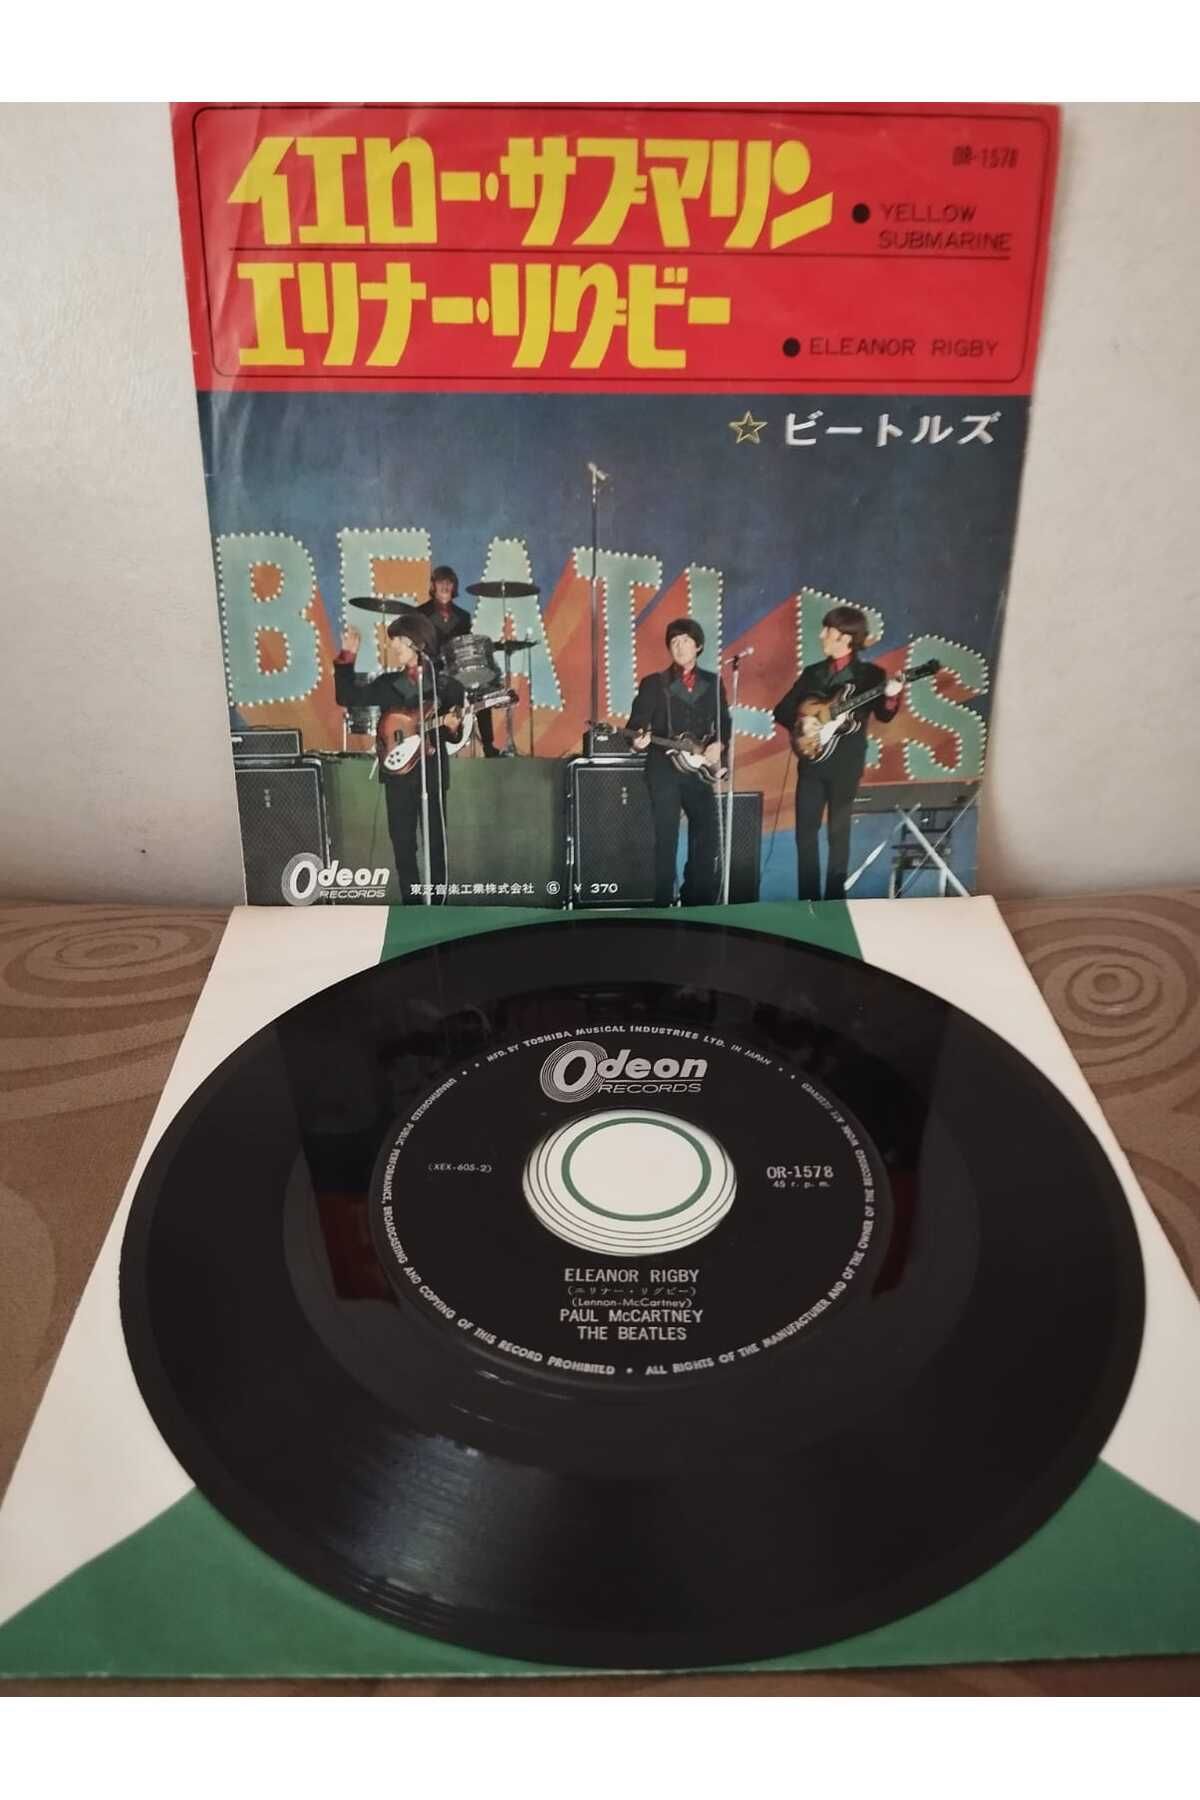 イエロー・サブマリン
OR-1578
● YELLOW
SUBMARINE
エリナー・リグビー
● ELEANOR RIGBY
☆ ビートルズ
BEATLES
VOX
VOX
Odeon
RECORDS
東芝音楽工業株式会社 Ⓖ ¥ 370
• MFD. BY TOSHIBA MUSICAL INDUSTRIES LTD. IN JAPAN •
Odeon
RECORDS
(XEX-605-2)
OR-1578
45 r.p.m.
ELEANOR RIGBY
(エリナー・リグビー)
(Lennon-McCartney)
PAUL McCARTNEY
THE BEATLES
UNAUTHORIZED PUBLIC PERFORMANCE, BROADCASTING AND COPYING OF THIS RECORD PROHIBITED • ALL RIGHTS OF THE MANUFACTURER AND OF THE OWNER OF THE RECORDED WORK ARE RESERVED